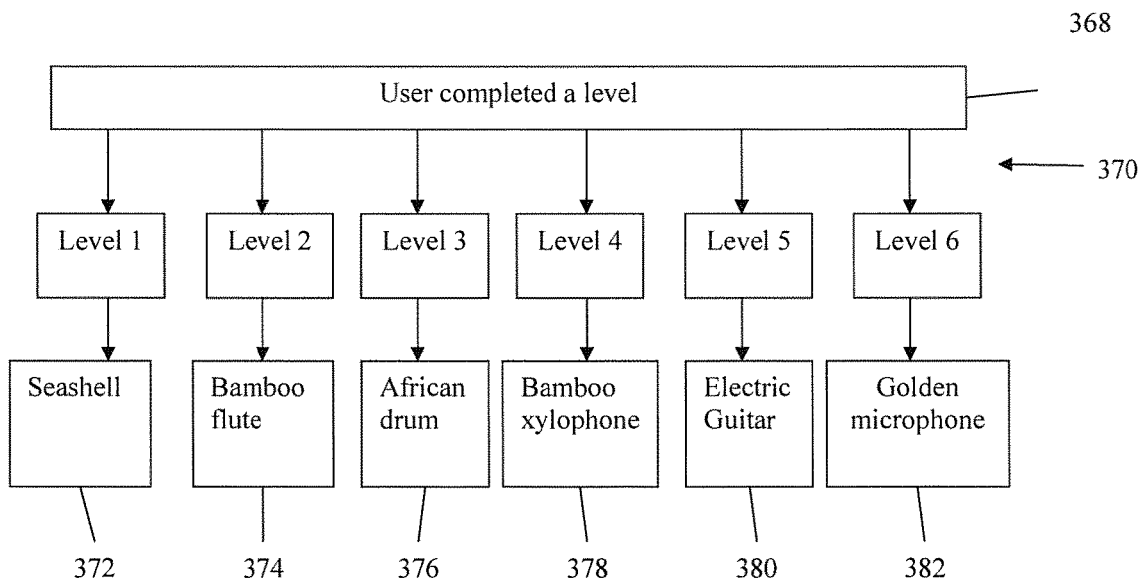 368
User completed a level
370
Level 1
Level 2
Level 3
Level 4
Level 5
Level 6
Seashell
Bamboo
flute
African
drum
Bamboo
xylophone
Electric
Guitar
Golden
microphone
372
374
376
378
380
382